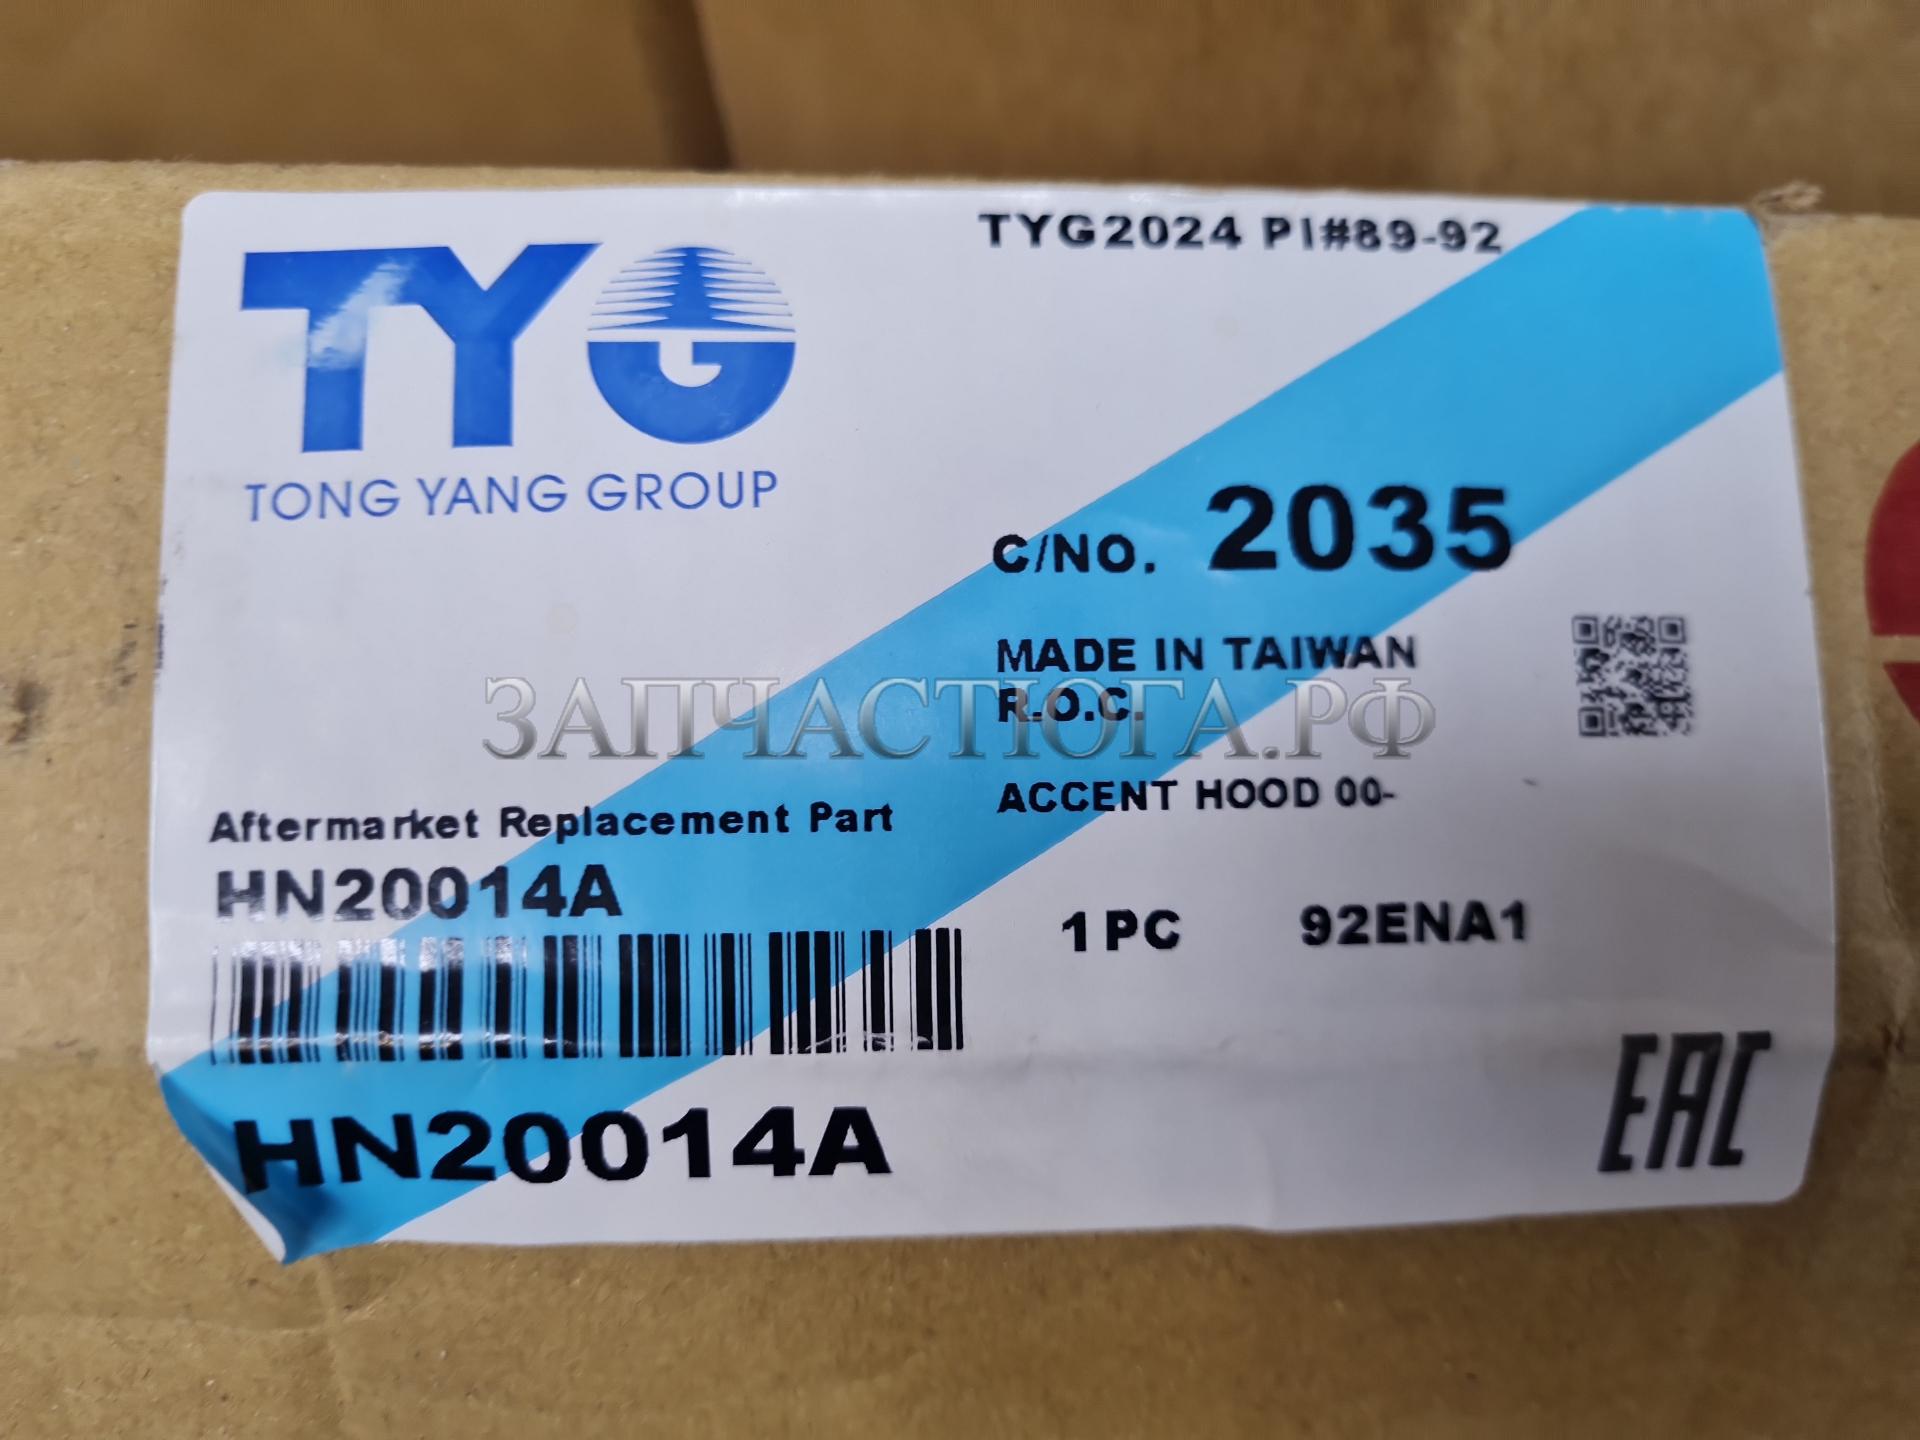 TYG2024 PI#89-92
TYG
TONG YANG GROUP
C/NO. 2035
MADE IN TAIWAN
R.O.C.
ЗАПЧАСТЮГА.РФ
ACCENT HOOD 00-
Aftermarket Replacement Part
HN20014A
1PC 92ENA1
HN20014A
EAC